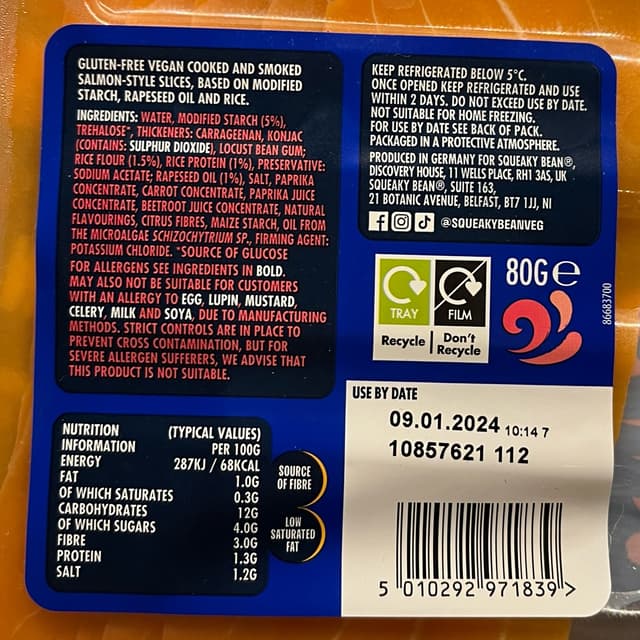 GLUTEN-FREE VEGAN COOKED AND SMOKED
SALMON-STYLE SLICES, BASED ON MODIFIED
STARCH, RAPESEED OIL AND RICE.
INGREDIENTS: WATER, MODIFIED STARCH (5%),
TREHALOSE*, THICKENERS: CARRAGEENAN, KONJAC
(CONTAINS: SULPHUR DIOXIDE), LOCUST BEAN GUM;
RICE FLOUR (1.5%), RICE PROTEIN (1%), PRESERVATIVE:
SODIUM ACETATE; RAPESEED OIL (1%), SALT, PAPRIKA
CONCENTRATE, CARROT CONCENTRATE, PAPRIKA JUICE
CONCENTRATE, BEETROOT JUICE CONCENTRATE, NATURAL
FLAVOURINGS, CITRUS FIBRES, MAIZE STARCH, OIL FROM
THE MICROALGAE SCHIZOCHYTRIUM SP., FIRMING AGENT:
POTASSIUM CHLORIDE. *SOURCE OF GLUCOSE
FOR ALLERGENS SEE INGREDIENTS IN BOLD.
MAY ALSO NOT BE SUITABLE FOR CUSTOMERS
WITH AN ALLERGY TO EGG, LUPIN, MUSTARD,
CELERY, MILK AND SOYA, DUE TO MANUFACTURING
METHODS. STRICT CONTROLS ARE IN PLACE TO
PREVENT CROSS CONTAMINATION, BUT FOR
SEVERE ALLERGEN SUFFERERS, WE ADVISE THAT
THIS PRODUCT IS NOT SUITABLE.
KEEP REFRIGERATED BELOW 5°C.
ONCE OPENED KEEP REFRIGERATED AND USE
WITHIN 2 DAYS. DO NOT EXCEED USE BY DATE.
NOT SUITABLE FOR HOME FREEZING.
FOR USE BY DATE SEE BACK OF PACK.
PACKAGED IN A PROTECTIVE ATMOSPHERE.
PRODUCED IN GERMANY FOR SQUEAKY BEAN®,
DISCOVERY HOUSE, 11 WELLS PLACE, RH1 3AS, UK
SQUEAKY BEAN®, SUITE 163,
21 BOTANIC AVENUE, BELFAST, BT7 1JJ, NI
@SQUEAKYBEANVEG
TRAY
FILM
Recycle
Don't
Recycle
80G℮
86683700
USE BY DATE
09.01.2024 10:14 7
10857621 112
5 010292 971839 >
NUTRITION (TYPICAL VALUES)
INFORMATION PER 100G
ENERGY 287KJ / 68KCAL
FAT 1.0G
OF WHICH SATURATES 0.3G
CARBOHYDRATES 12G
OF WHICH SUGARS 4.0G
FIBRE 3.0G
PROTEIN 1.3G
SALT 1.2G
SOURCE
OF FIBRE
LOW
SATURATED
FAT